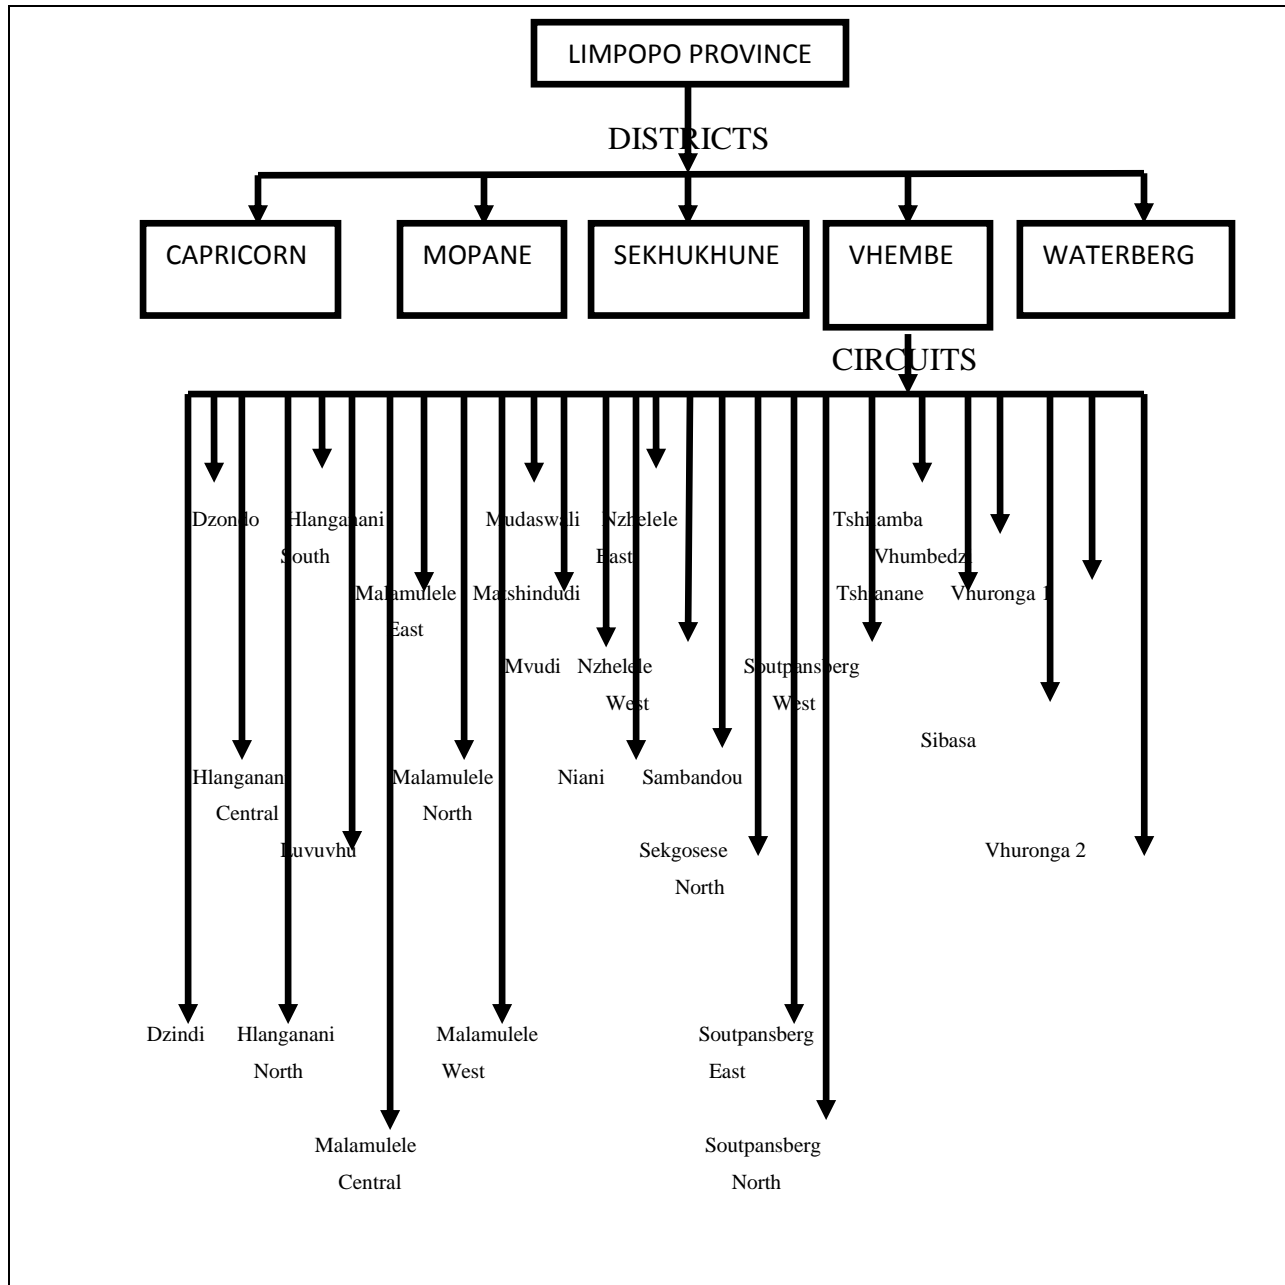 LIMPOPO PROVINCE
DISTRICTS
CAPRICORN MOPANE SEKHUKHUNE VHEMBE WATERBERG
CIRCUITS
Dzondo Hlanganani Mudaswali Nzhelele Tshilamba
South East Vhumbedzi
Malamulele Matshindudi Vhuronga 1
East
Mvudi Nzhelele Soutpansberg
West West
Sibasa
Hlanganani Malamulele Niani Sambandou
Central North
Luvuvhu Sekgosese Vhuronga 2
North
Dzindi Hlanganani Malamulele Soutpansberg
North West East
Malamulele Soutpansberg
Central North